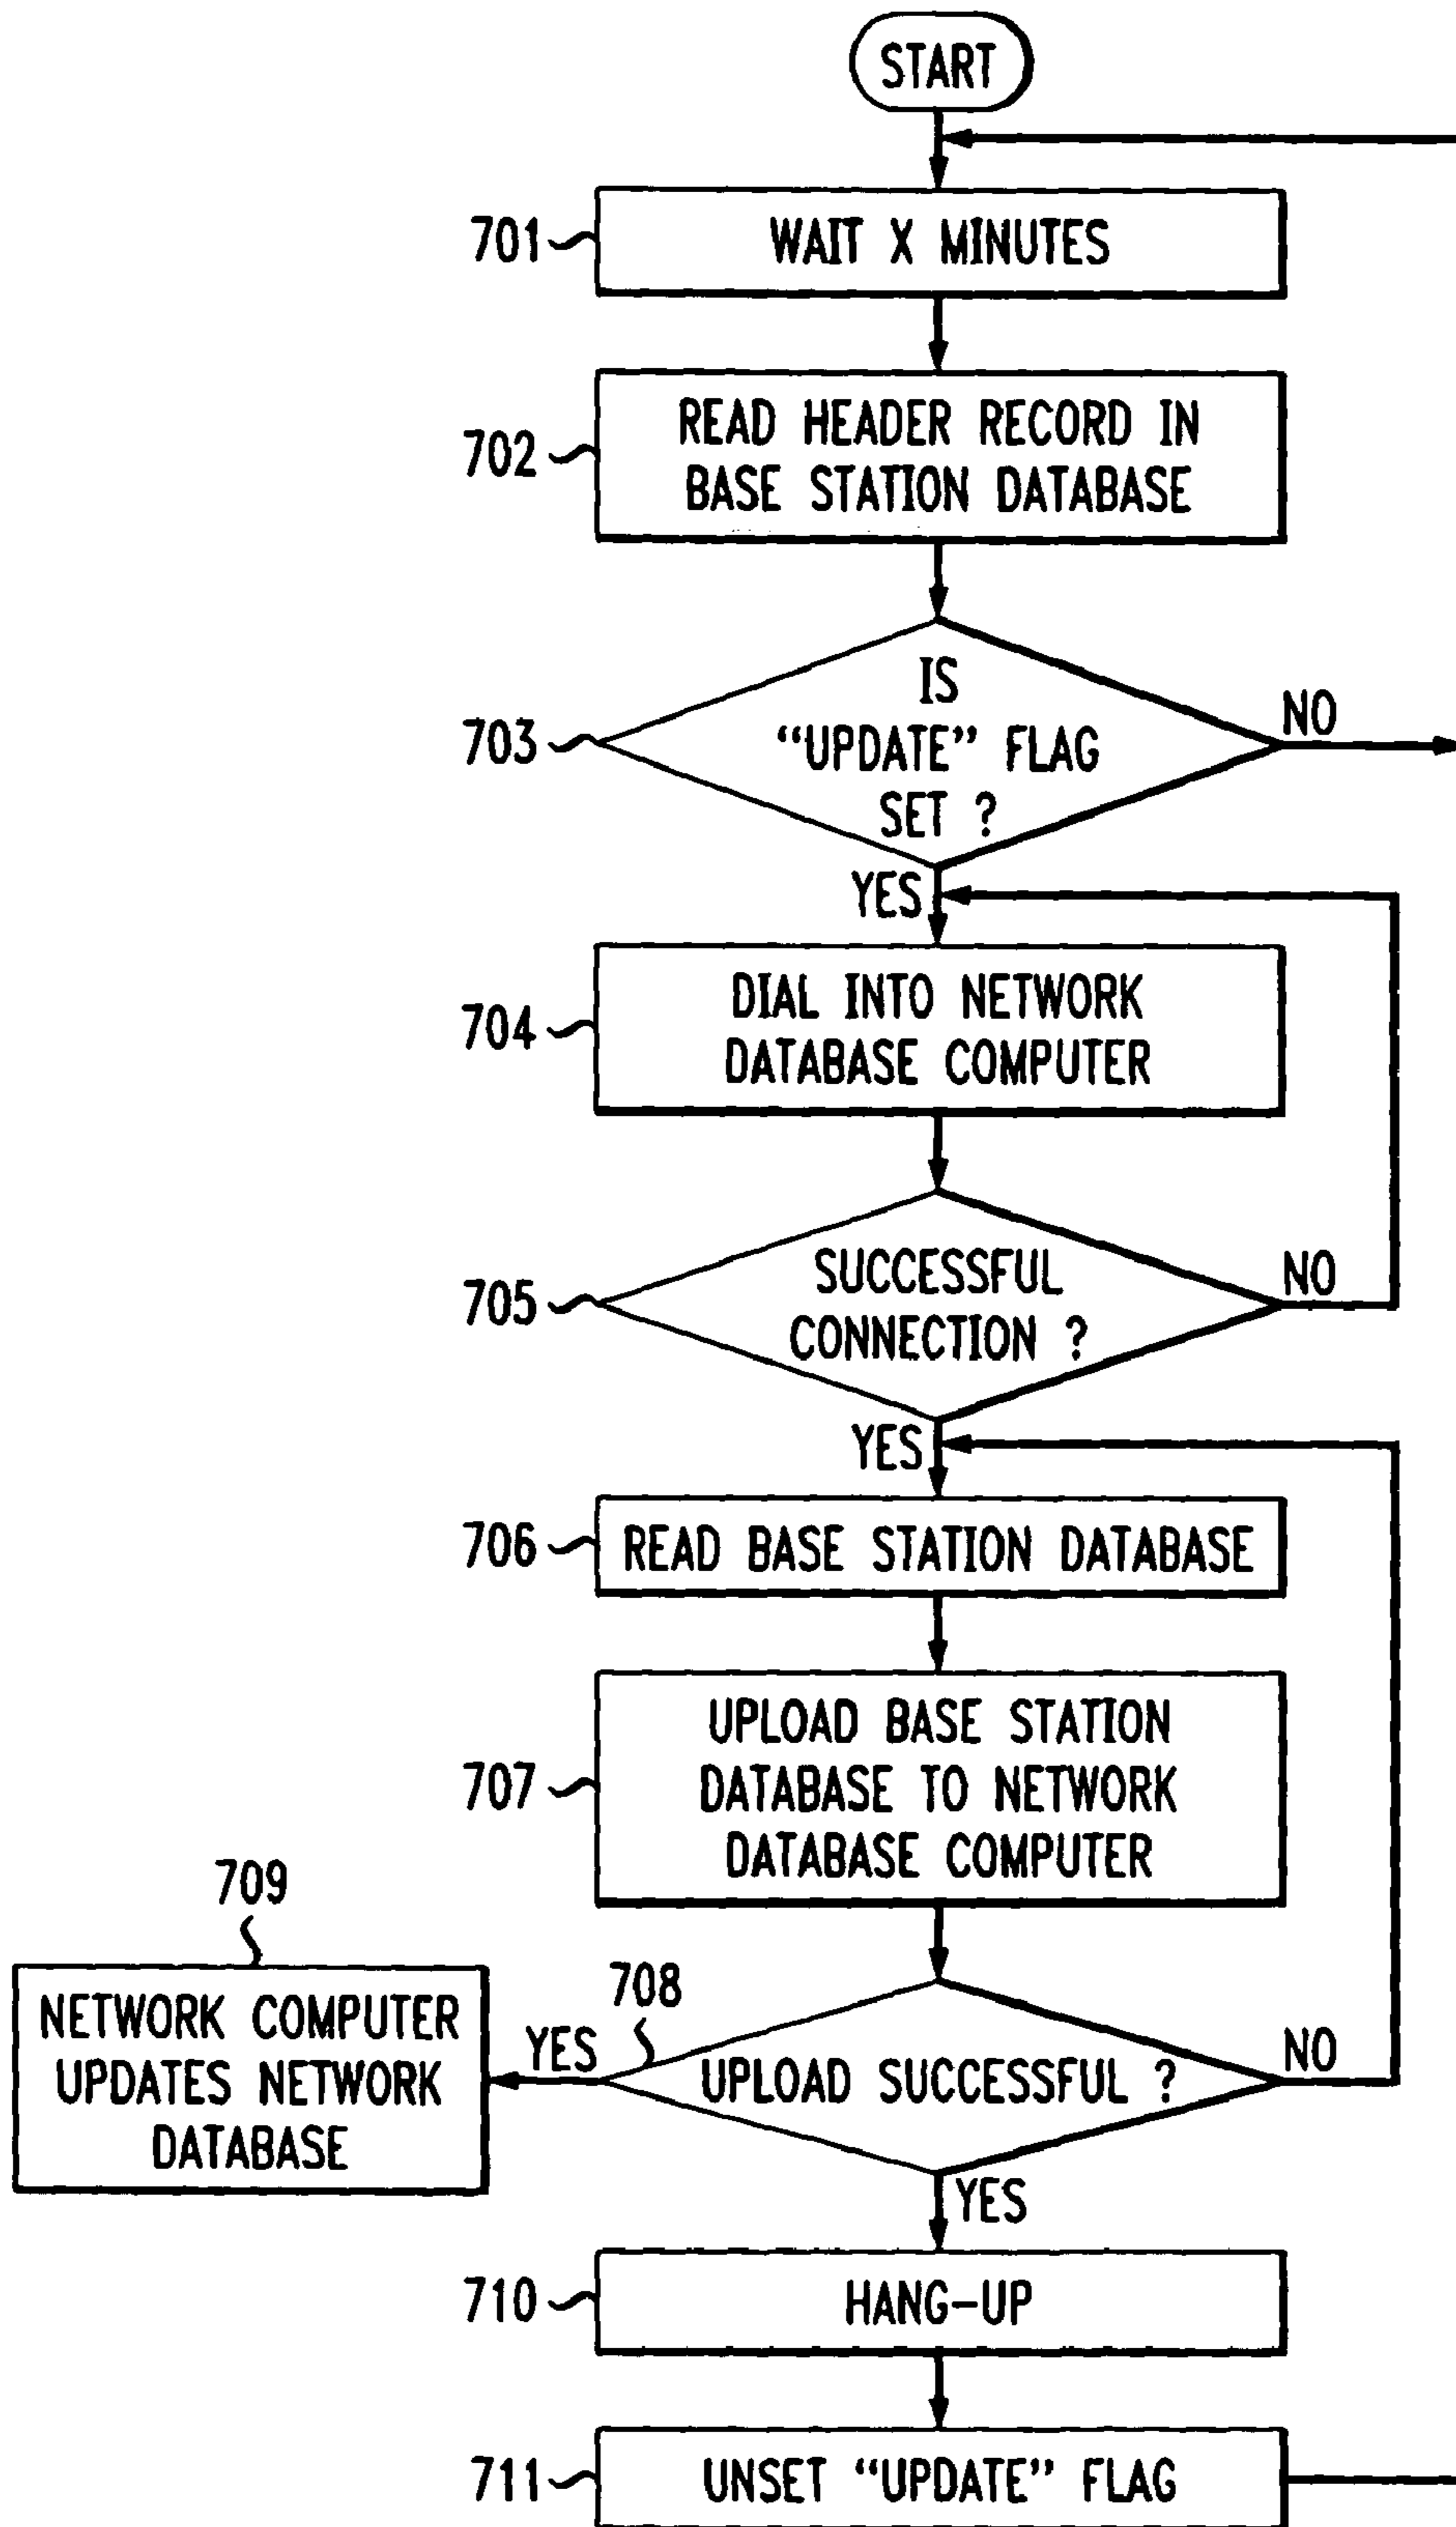 START
701
WAIT X MINUTES
702
READ HEADER RECORD IN
BASE STATION DATABASE
703
IS
“UPDATE” FLAG
SET ?
NO
YES
704
DIAL INTO NETWORK
DATABASE COMPUTER
705
SUCCESSFUL
CONNECTION ?
NO
YES
706
READ BASE STATION DATABASE
707
UPLOAD BASE STATION
DATABASE TO NETWORK
DATABASE COMPUTER
709
NETWORK COMPUTER
UPDATES NETWORK
DATABASE
YES
708
UPLOAD SUCCESSFUL ?
NO
YES
710
HANG-UP
711
UNSET “UPDATE” FLAG